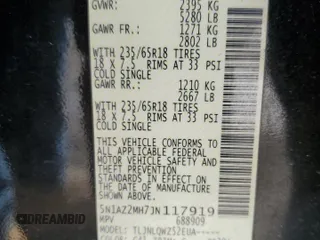 GVWR: 2395 KG
5280 LB
GAWR FR.: 1271 KG
2802 LB
WITH 235/65R18 TIRES
18 X 7.5 RIMS AT 33 PSI
COLD SINGLE
GAWR RR.: 1210 KG
2667 LB
WITH 235/65R18 TIRES
18 X 7.5 RIMS AT 33 PSI
COLD SINGLE
THIS VEHICLE CONFORMS TO ALL
APPLICABLE U.S. FEDERAL MOTOR
VEHICLE SAFETY, BUMPER, AND
THEFT PREVENTION STANDARDS
IN EFFECT ON THE DATE OF
MANUFACTURE SHOWN ABOVE.
5N1AZ2MH7JN117919
688909
TLJNLQWZ52EUA
COLOR